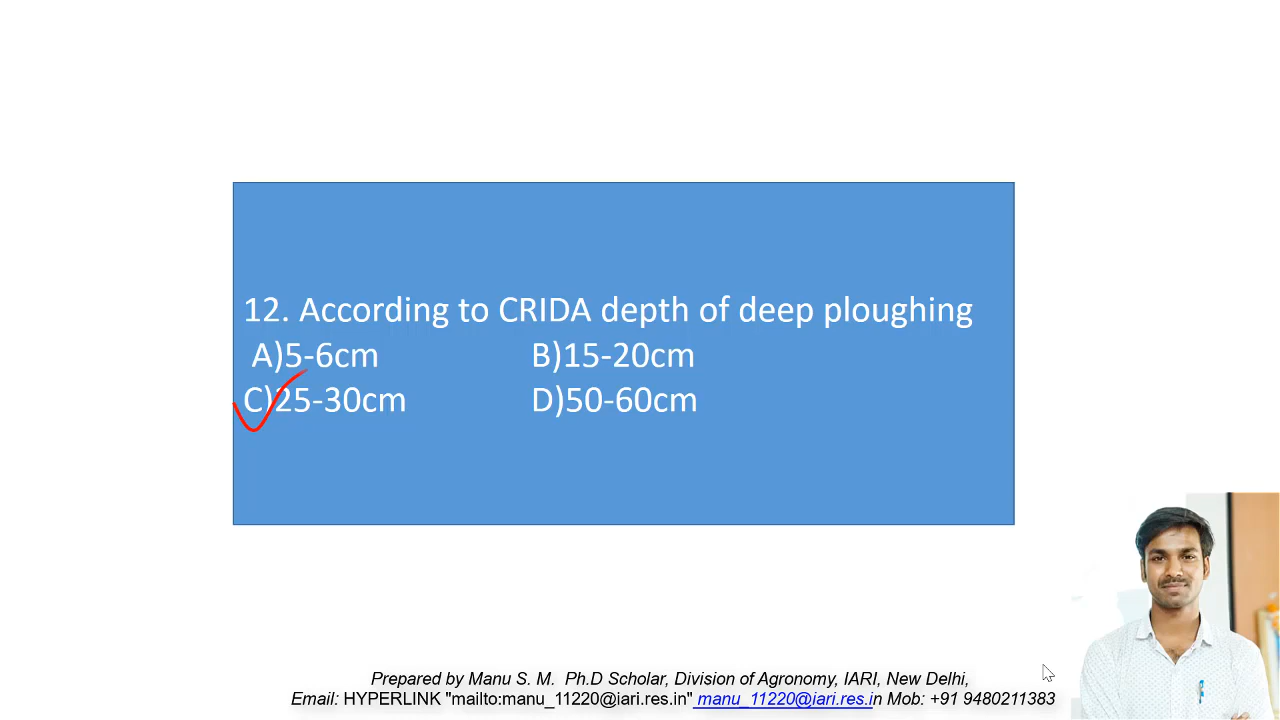 12. According to CRIDA depth of deep ploughing
A)5-6cm B)15-20cm
C)25-30cm D)50-60cm
Prepared by Manu S. M. Ph.D Scholar, Division of Agronomy, IARI, New Delhi,
Email: HYPERLINK "mailto:manu_11220@iari.res.in" manu_11220@iari.res.in Mob: +91 9480211383